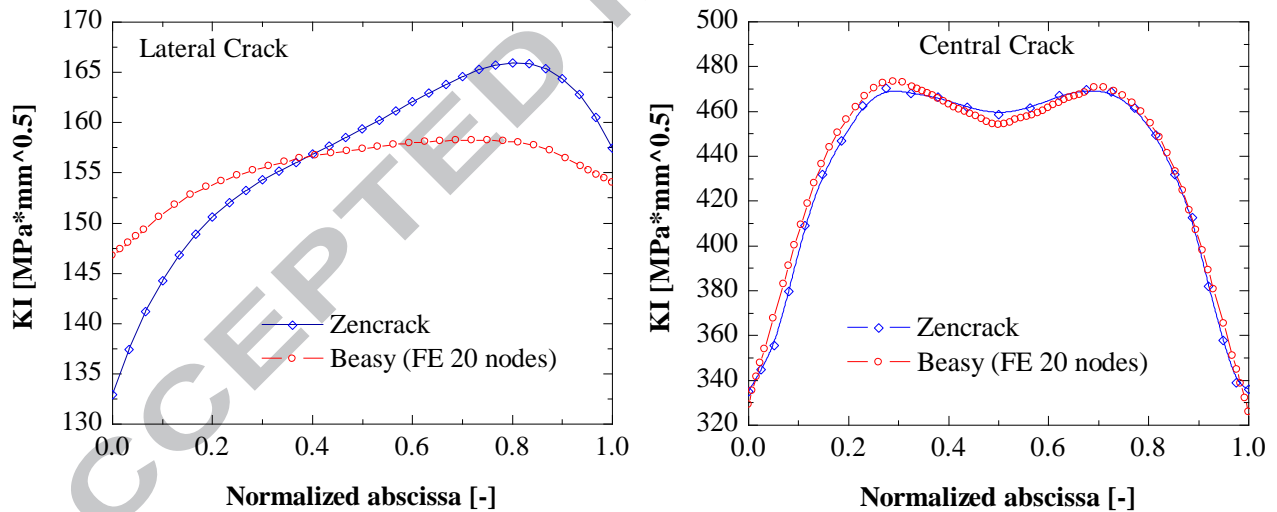 170
165
160
155
150
145
140
135
130
KI [MPa*mm^0.5]
Lateral Crack
Zencrack
Beasy (FE 20 nodes)
0.0 0.2 0.4 0.6 0.8 1.0
Normalized abscissa [-]
500
480
460
440
420
400
380
360
340
320
KI [MPa*mm^0.5]
Central Crack
Zencrack
Beasy (FE 20 nodes)
0.0 0.2 0.4 0.6 0.8 1.0
Normalized abscissa [-]
CCEPTED